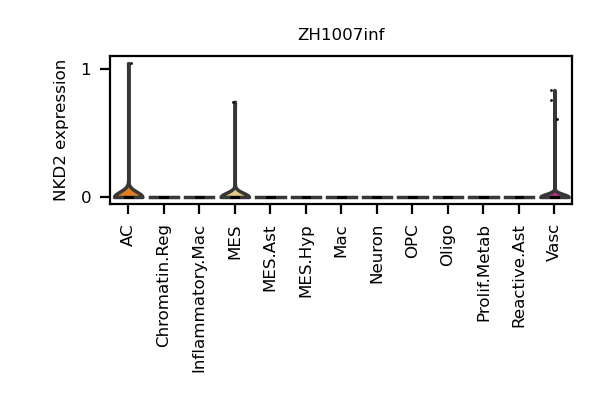 ZH1007inf
NKD2 expression
1
0
AC
Chromatin.Reg
Inflammatory.Mac
MES
MES.Ast
MES.Hyp
Mac
Neuron
OPC
Oligo
Prolif.Metab
Reactive.Ast
Vasc